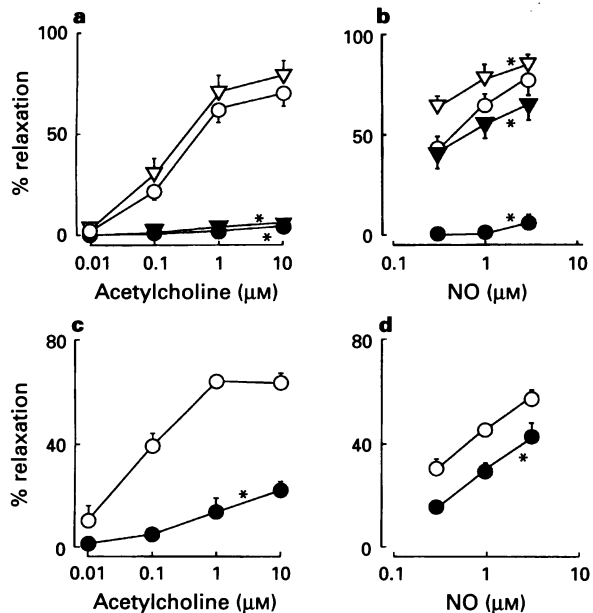 a
100
50
0
% relaxation
*
*
0.01 0.1 1 10
Acetylcholine (μM)
b
100
50
0
*
*
*
0.1 1 10
NO (μM)
c
80
40
0
% relaxation
*
0.01 0.1 1 10
Acetylcholine (μM)
d
80
40
0
*
0.1 1 10
NO (μM)